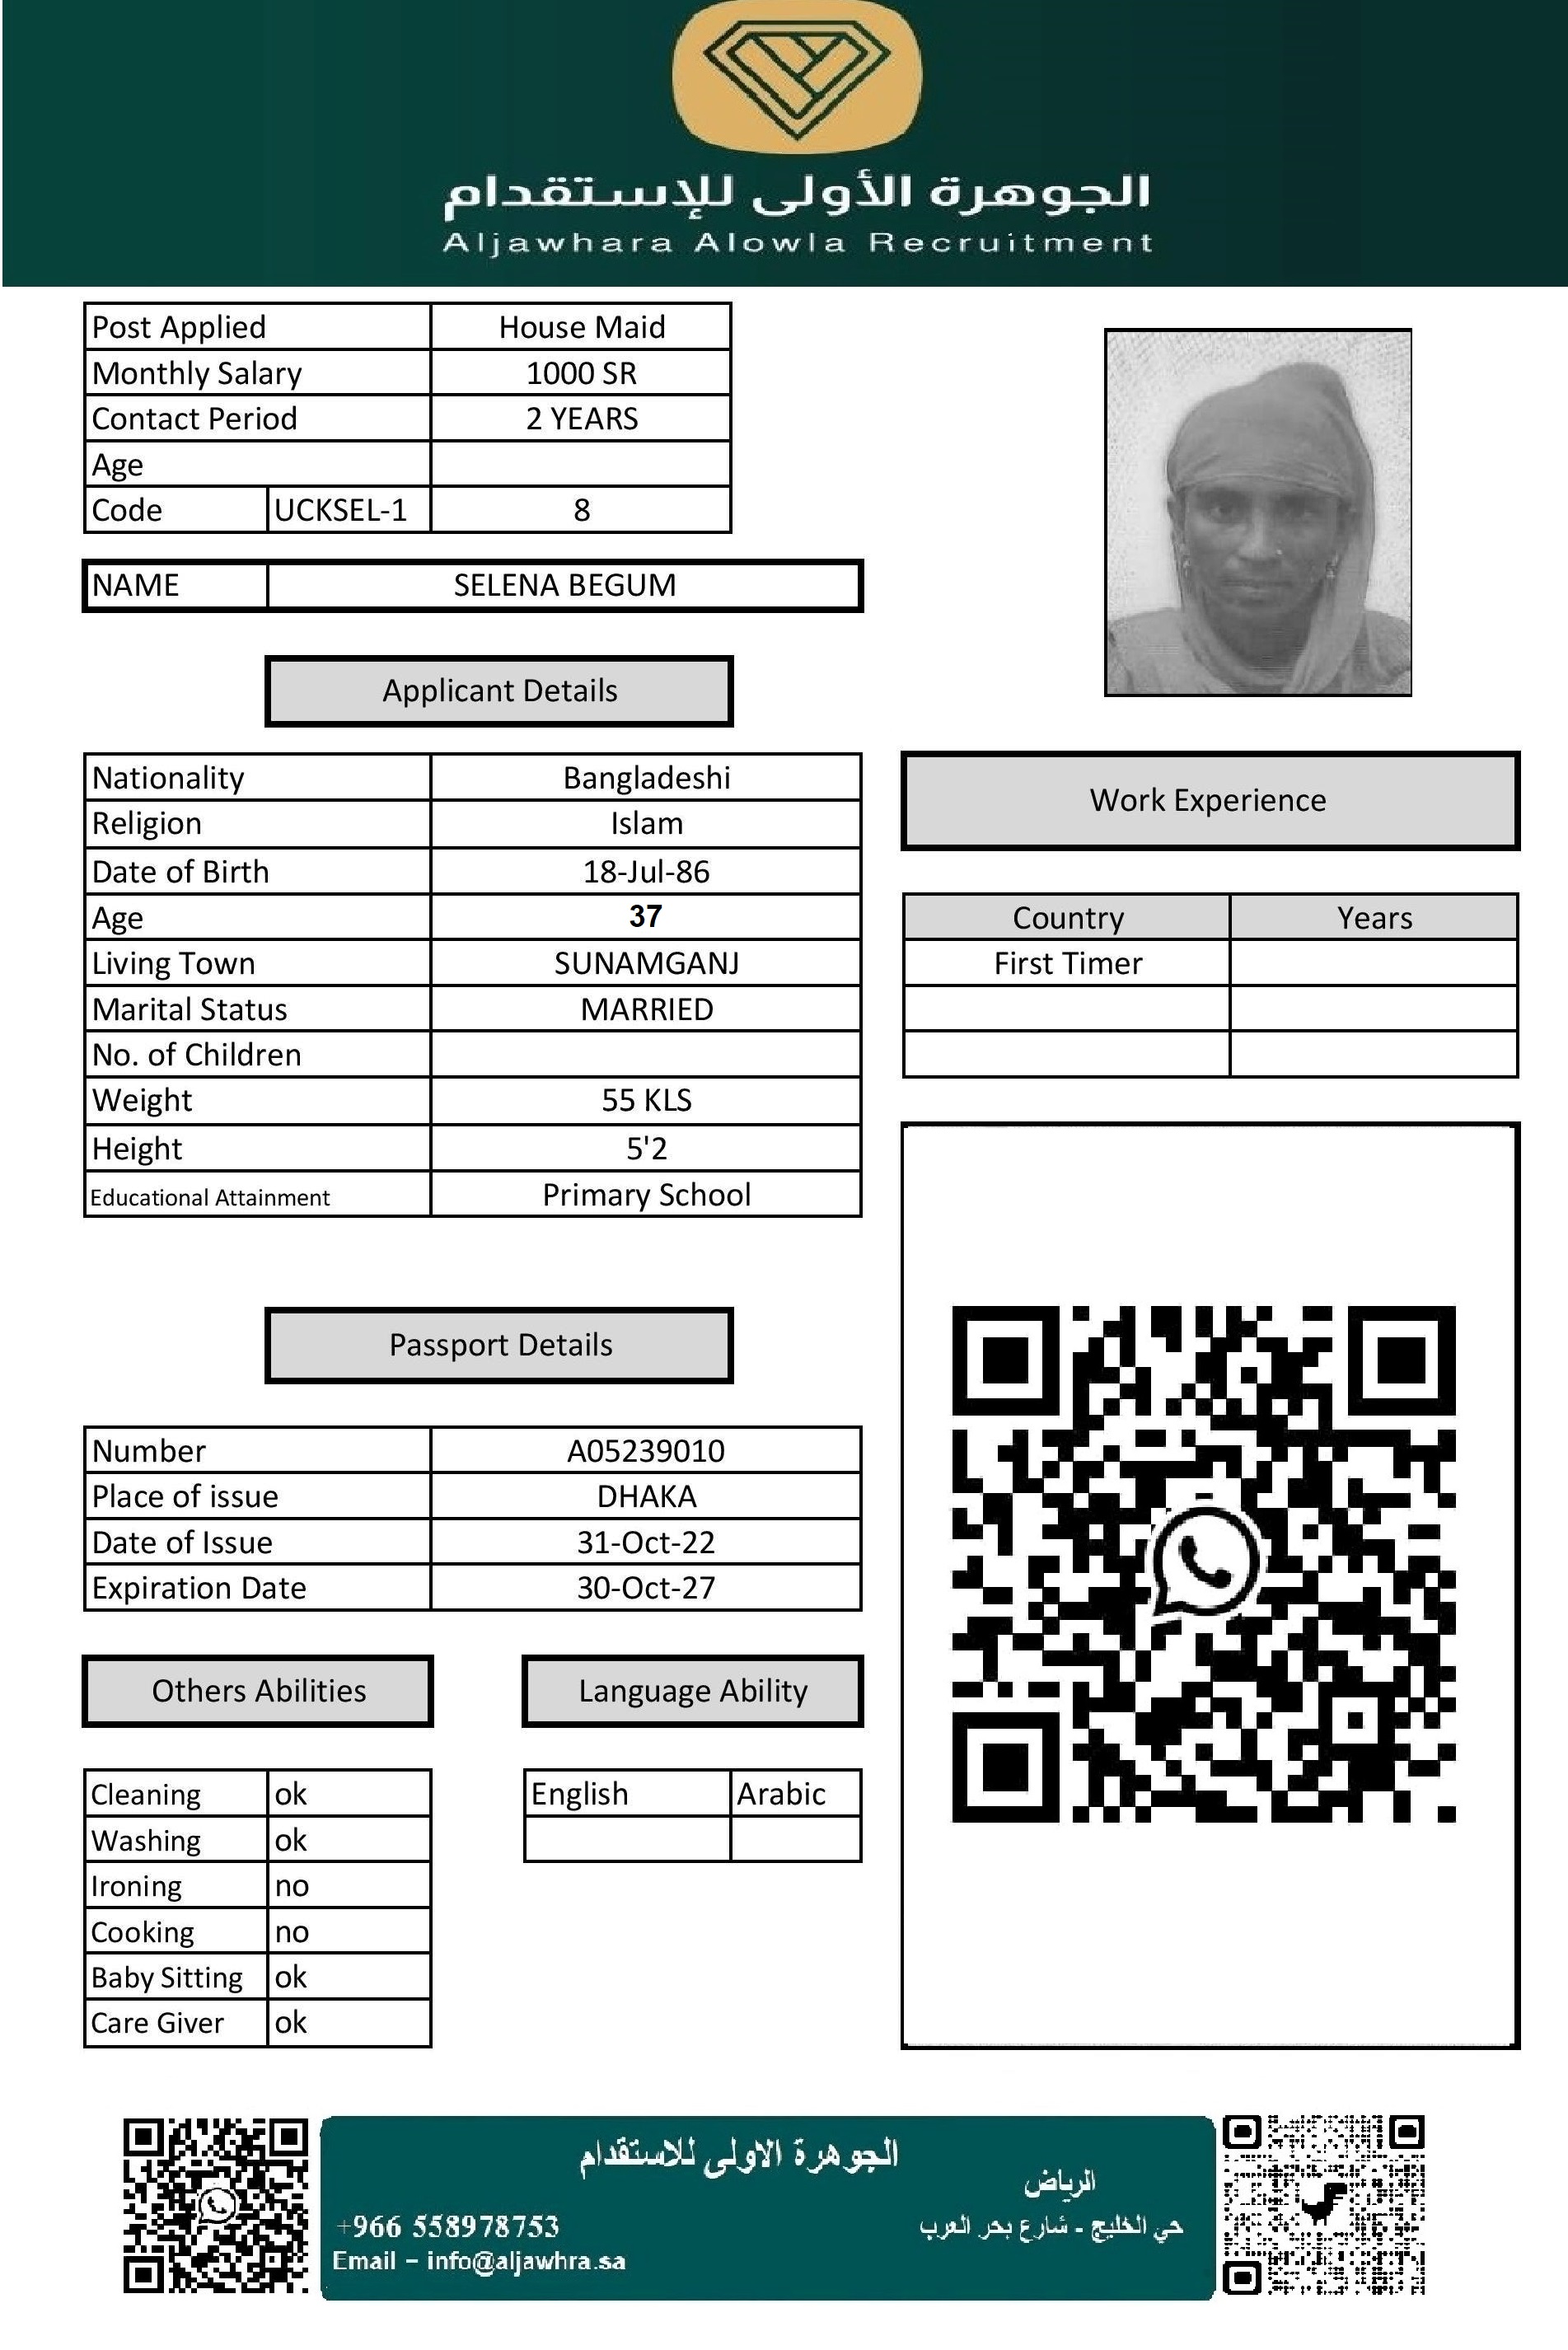 الجوهرة الأولى للإستقدام
Aljawhara Alowla Recruitment
Post Applied House Maid
Monthly Salary 1000 SR
Contact Period 2 YEARS
Age
Code UCKSEL-1 8
NAME SELENA BEGUM
Applicant Details
Nationality Bangladeshi
Religion Islam
Date of Birth 18-Jul-86
Age 37
Living Town SUNAMGANJ
Marital Status MARRIED
No. of Children
Weight 55 KLS
Height 5'2
Educational Attainment Primary School
Work Experience
Country Years
First Timer
Passport Details
Number A05239010
Place of issue DHAKA
Date of Issue 31-Oct-22
Expiration Date 30-Oct-27
Others Abilities
Cleaning ok
Washing ok
Ironing no
Cooking no
Baby Sitting ok
Care Giver ok
Language Ability
English Arabic
الجوهرة الاولى للاستقدام
الرياض
حي الخليج - شارع بحر العرب
+966 558978753
Email – info@aljawhra.sa